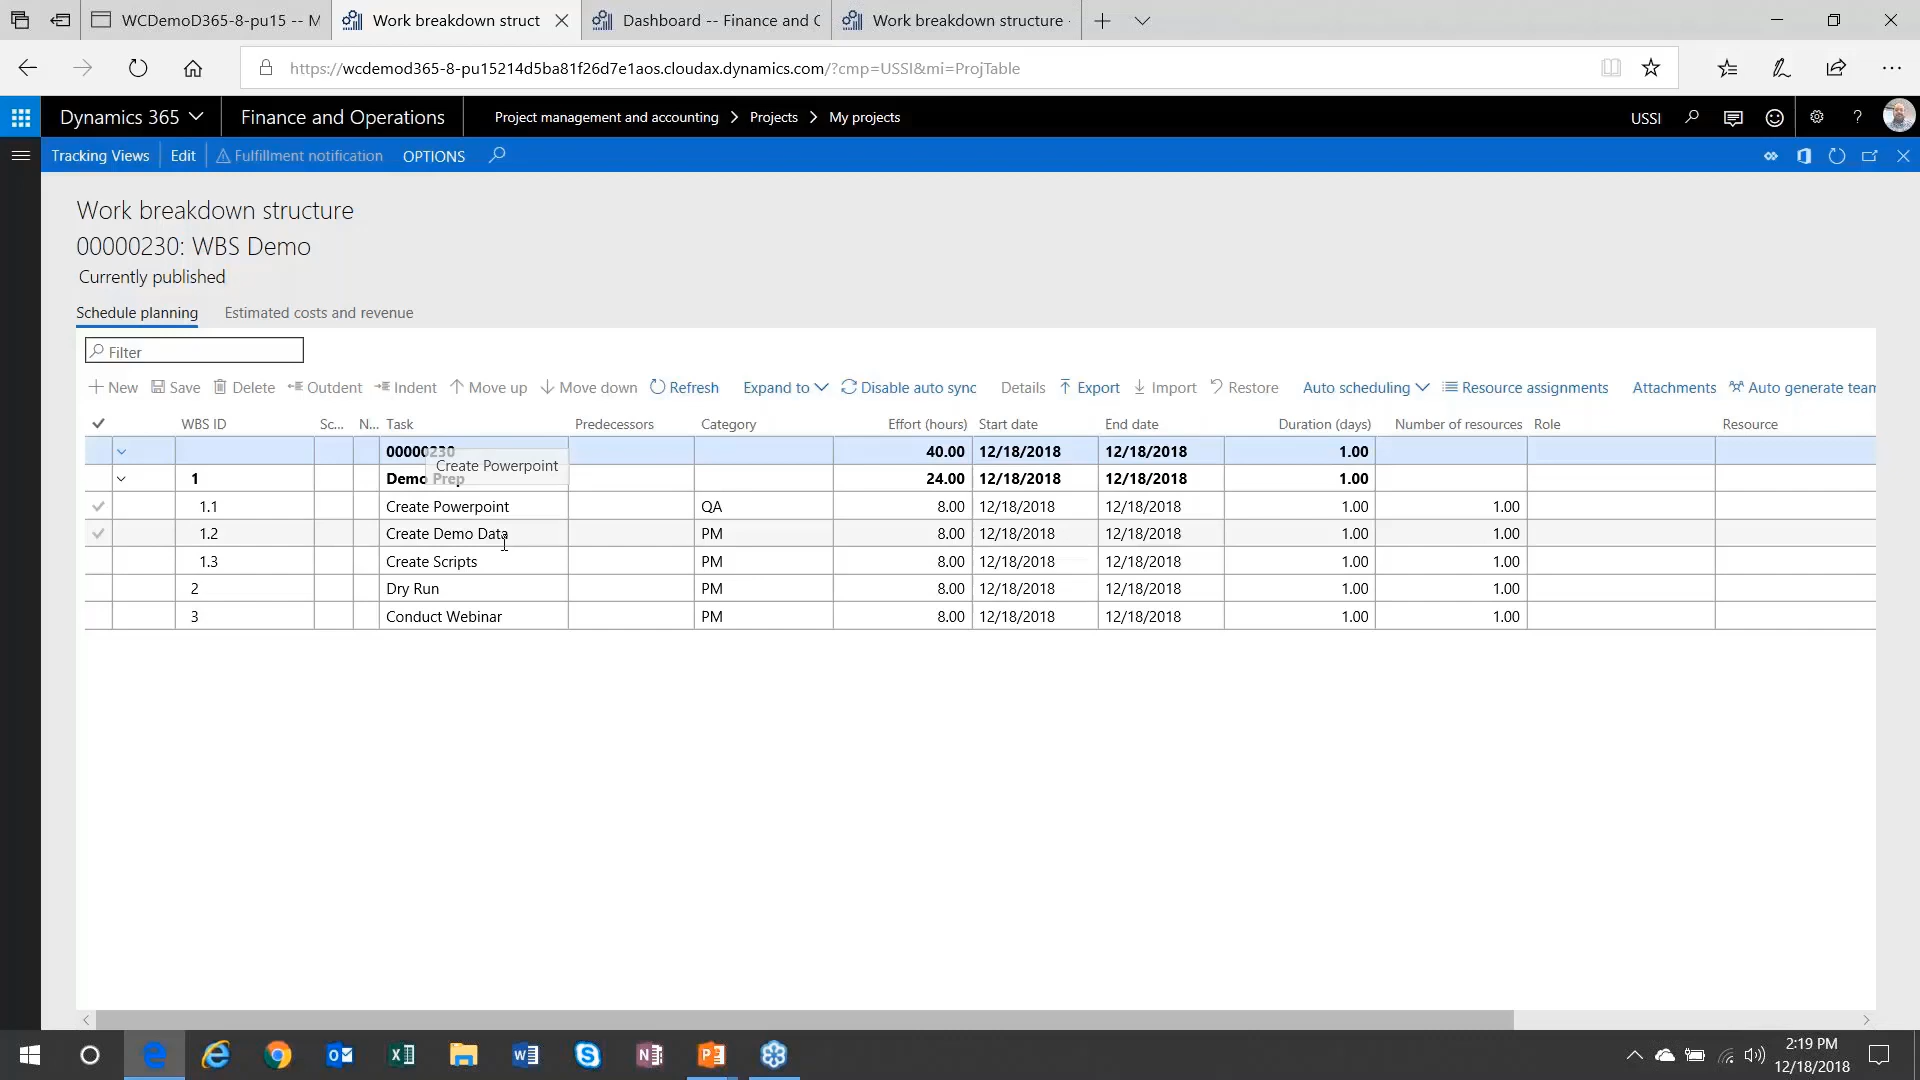 WCDemoD365-8-pu15 -- M
Work breakdown struct
Dashboard -- Finance and C
Work breakdown structure
https://wcdemod365-8-pu15214d5ba81f26d7e1aos.cloudax.dynamics.com/?cmp=USSI&mi=ProjTable
Dynamics 365
Finance and Operations
Project management and accounting > Projects > My projects
USSI
Tracking Views Edit Fulfillment notification OPTIONS
Work breakdown structure
00000230: WBS Demo
Currently published
Schedule planning Estimated costs and revenue
Filter
New Save Delete Outdent Indent Move up Move down Refresh Expand to Disable auto sync Details Export Import Restore Auto scheduling Resource assignments Attachments Auto generate team
WBS ID Sc... N... Task Predecessors Category Effort (hours) Start date End date Duration (days) Number of resources Role Resource
00000230 40.00 12/18/2018 12/18/2018 1.00
Create Powerpoint
1 Demo Prep 24.00 12/18/2018 12/18/2018 1.00
1.1 Create Powerpoint QA 8.00 12/18/2018 12/18/2018 1.00 1.00
1.2 Create Demo Data PM 8.00 12/18/2018 12/18/2018 1.00 1.00
1.3 Create Scripts PM 8.00 12/18/2018 12/18/2018 1.00 1.00
2 Dry Run PM 8.00 12/18/2018 12/18/2018 1.00 1.00
3 Conduct Webinar PM 8.00 12/18/2018 12/18/2018 1.00 1.00
2:19 PM
12/18/2018